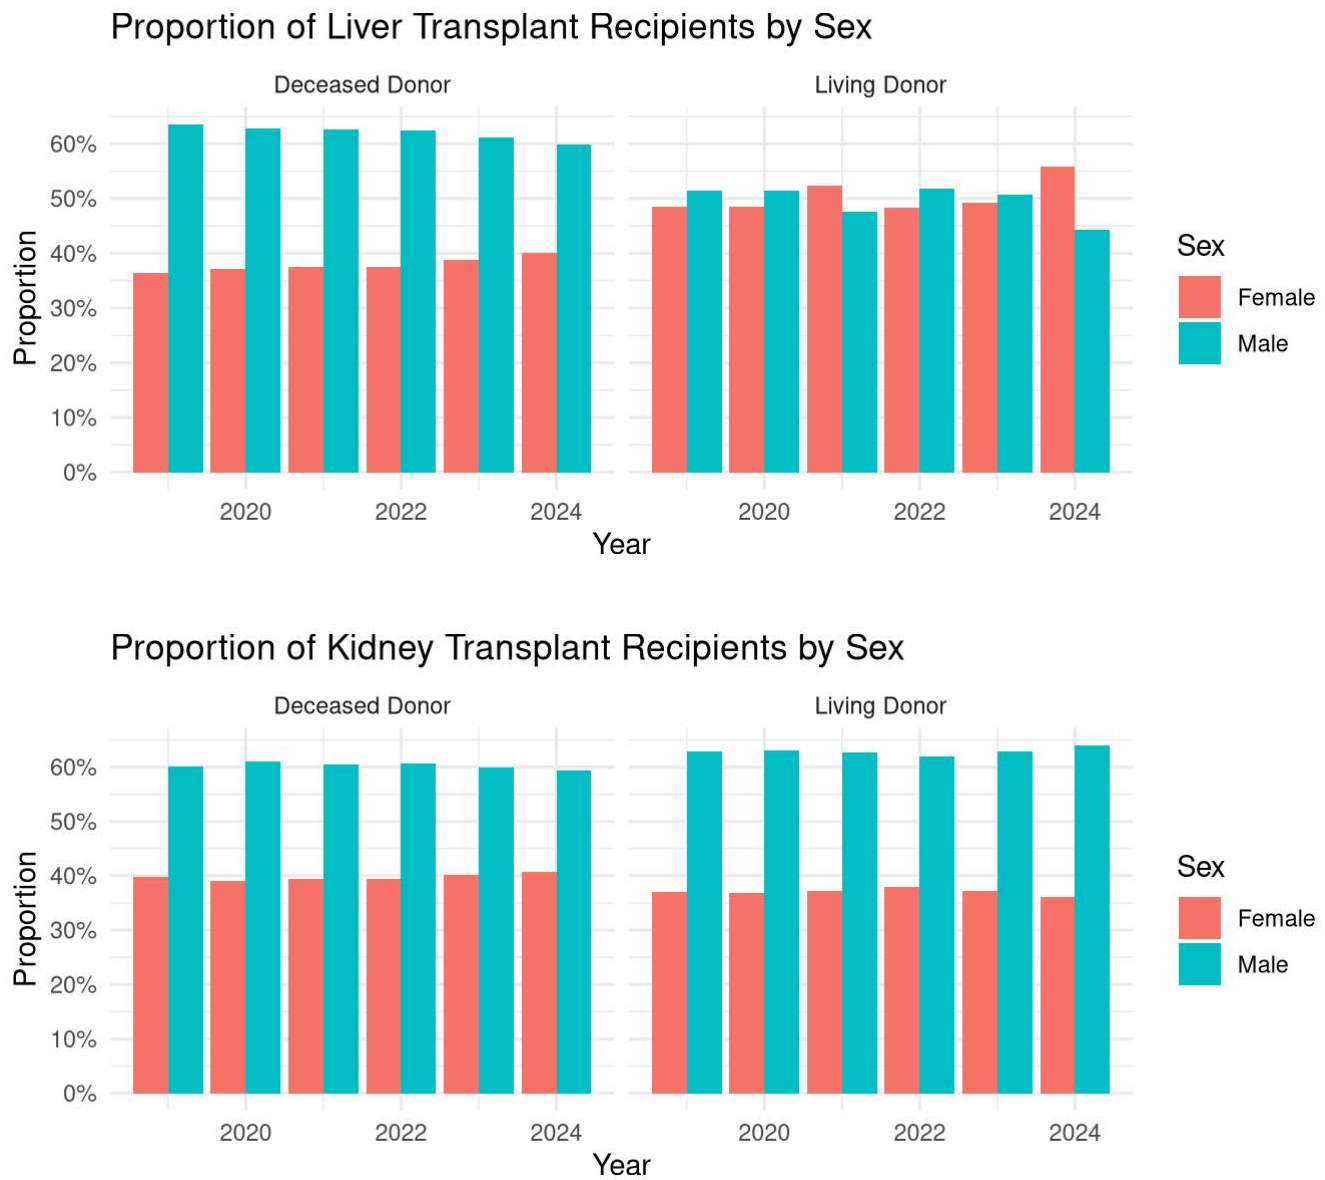 Proportion of Liver Transplant Recipients by Sex
Deceased Donor
Living Donor
Proportion
60%
50%
40%
30%
20%
10%
0%
2020
2022
2024
2020
2022
2024
Year
Sex
Female
Male
Proportion of Kidney Transplant Recipients by Sex
Deceased Donor
Living Donor
Proportion
60%
50%
40%
30%
20%
10%
0%
2020
2022
2024
2020
2022
2024
Year
Sex
Female
Male